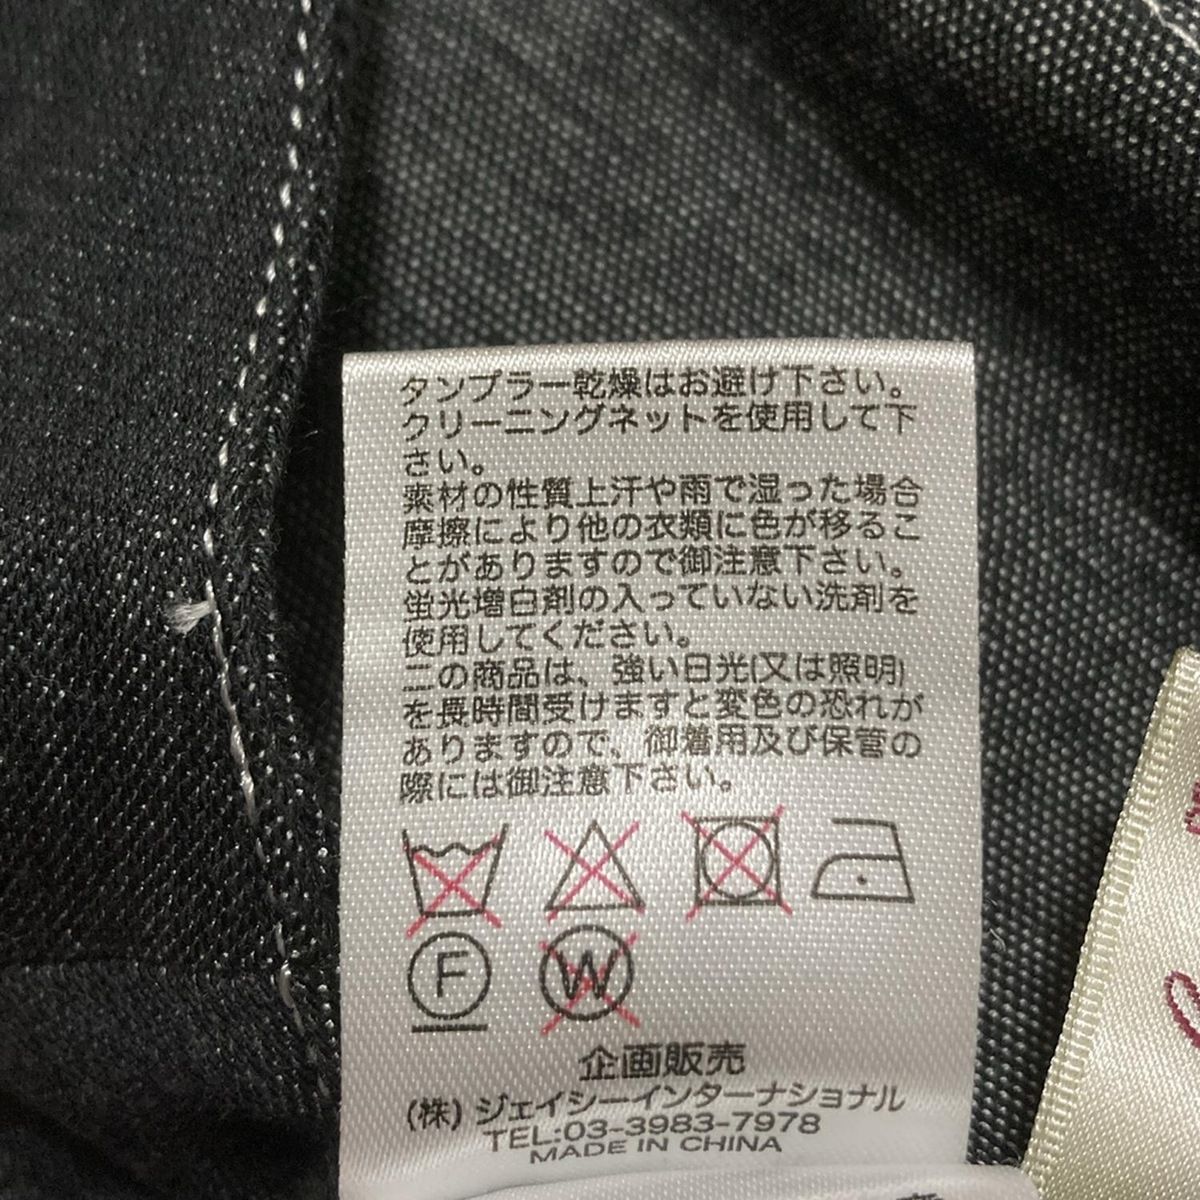 タンプラー乾燥はお避け下さい。
クリーニングネットを使用して下
さい。
素材の性質上汗や雨で湿った場合
摩擦により他の衣類に色が移るこ
とがありますので御注意下さい。
蛍光増白剤の入っていない洗剤を
使用してください。
二の商品は、強い日光(又は照明)
を長時間受けますと変色の恐れが
ありますので、御着用及び保管の
際には御注意下さい。
F W
企画販売
(株) ジェイシーインターナショナル
TEL:03-3983-7978
MADE IN CHINA